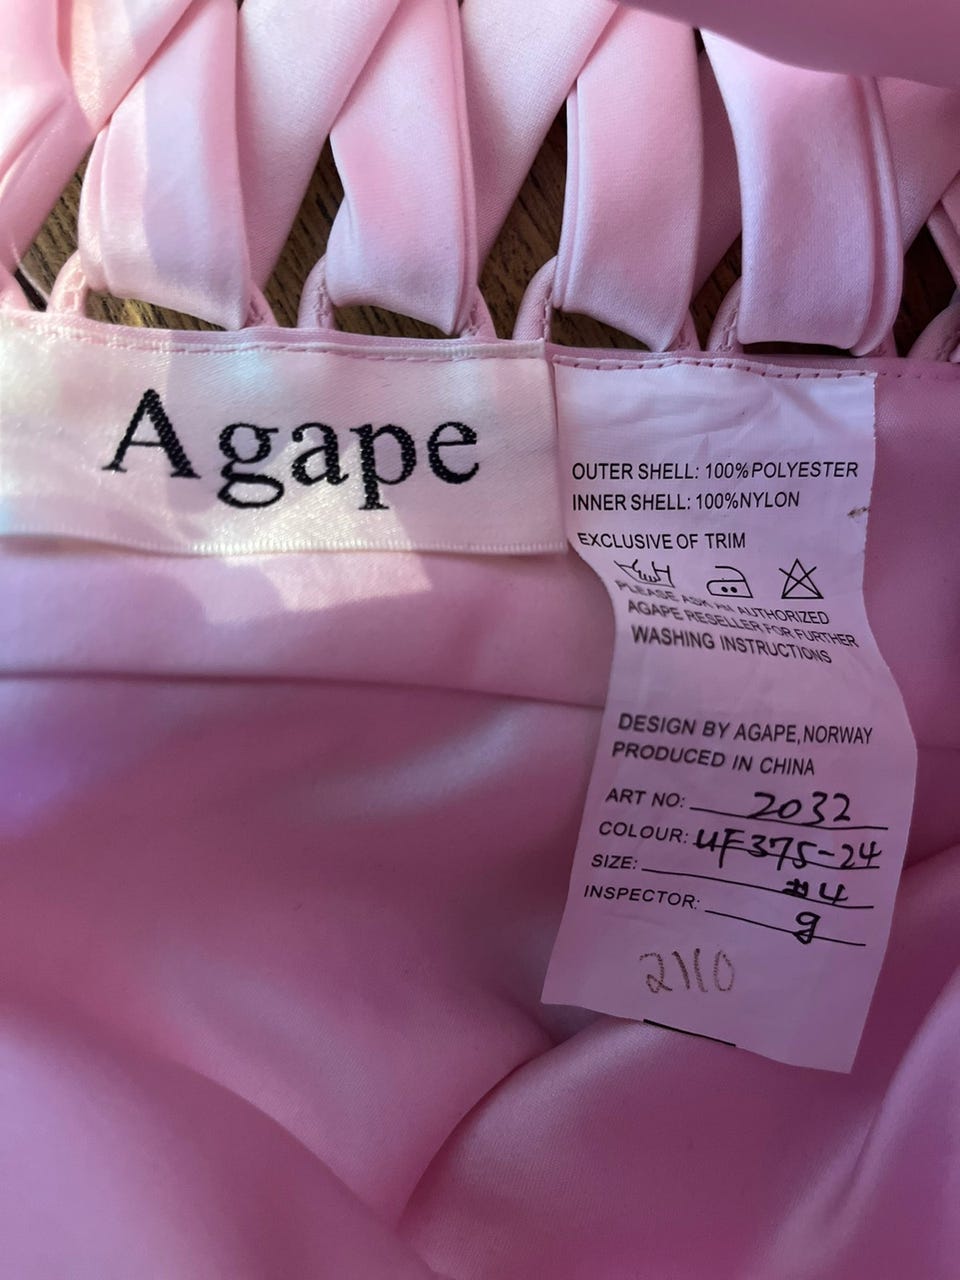 Agape
OUTER SHELL: 100%POLYESTER
INNER SHELL: 100%NYLON
EXCLUSIVE OF TRIM
PLEASE ASK AN AUTHORIZED
AGAPE RESELLER FOR FURTHER
WASHING INSTRUCTIONS
DESIGN BY AGAPE,NORWAY
PRODUCED IN CHINA
ART NO: 2032
COLOUR: UF375-24
SIZE: #4
INSPECTOR: g
2110